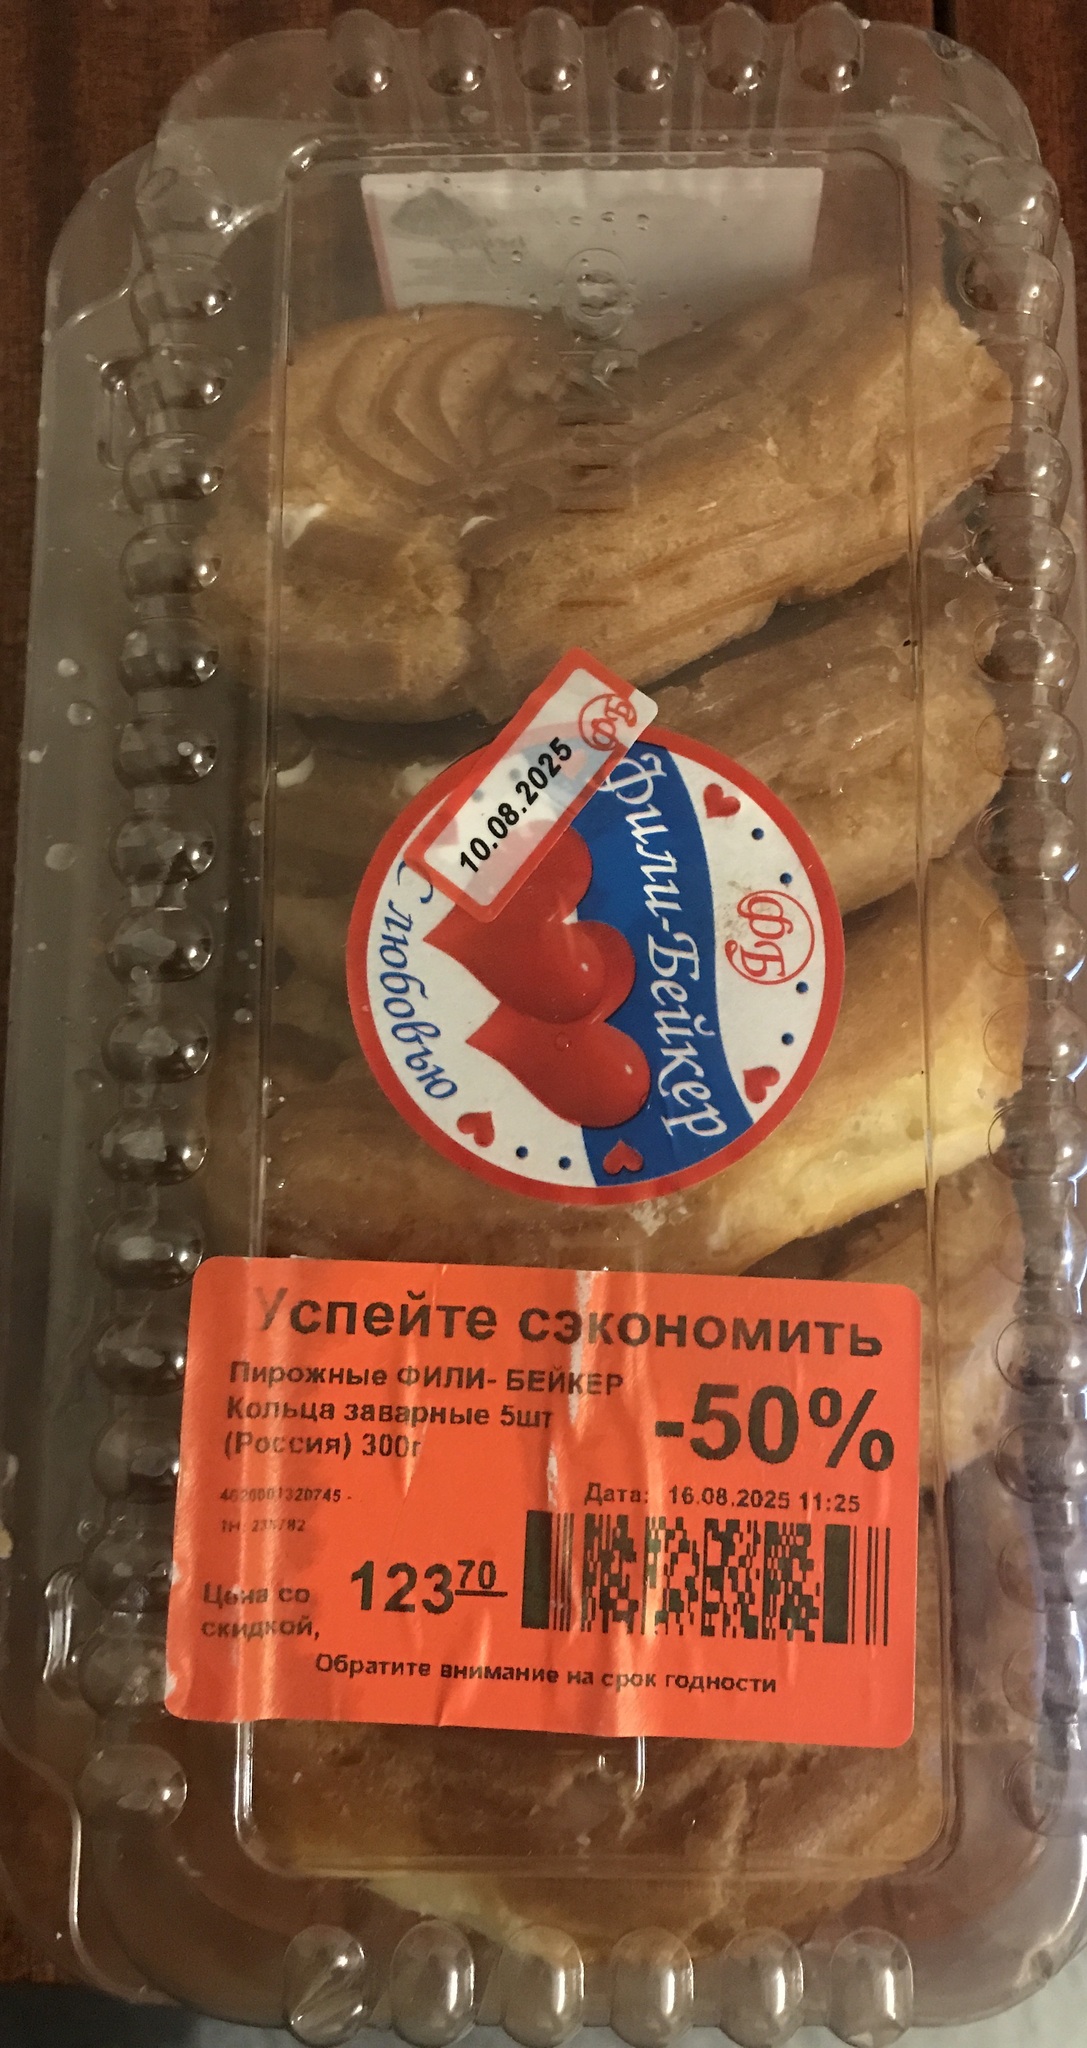 ФБ
10.08.2025
Фили-Бейкер
ФБ
С любовью
Успейте сэкономить
Пирожные ФИЛИ- БЕЙКЕР
Кольца заварные 5шт
(Россия) 300г
-50%
Дата: 16.08.2025 11:25
Цена со
скидкой,
123 70
Обратите внимание на срок годности